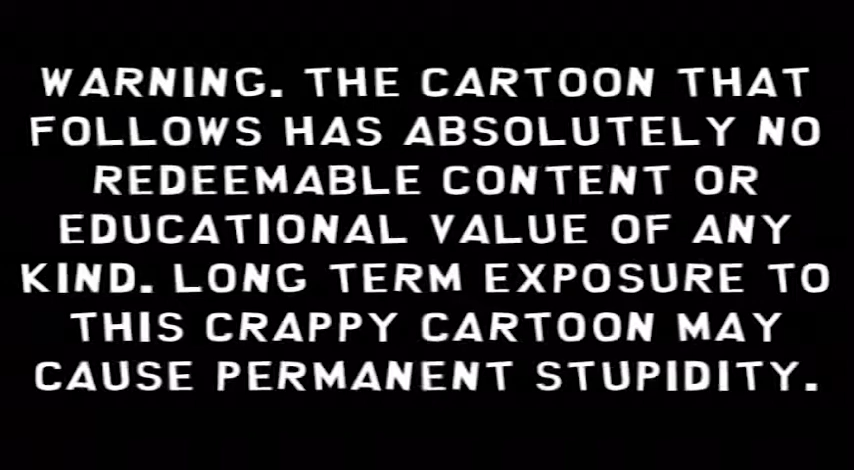 WARNING. THE CARTOON THAT
FOLLOWS HAS ABSOLUTELY NO
REDEEMABLE CONTENT OR
EDUCATIONAL VALUE OF ANY
KIND. LONG TERM EXPOSURE TO
THIS CRAPPY CARTOON MAY
CAUSE PERMANENT STUPIDITY.